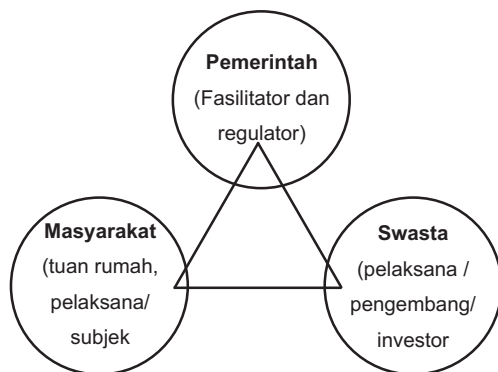 Pemerintah
(Fasilitator dan
regulator)
Masyarakat
(tuan rumah,
pelaksana/
subjek
Swasta
(pelaksana /
pengembang/
investor